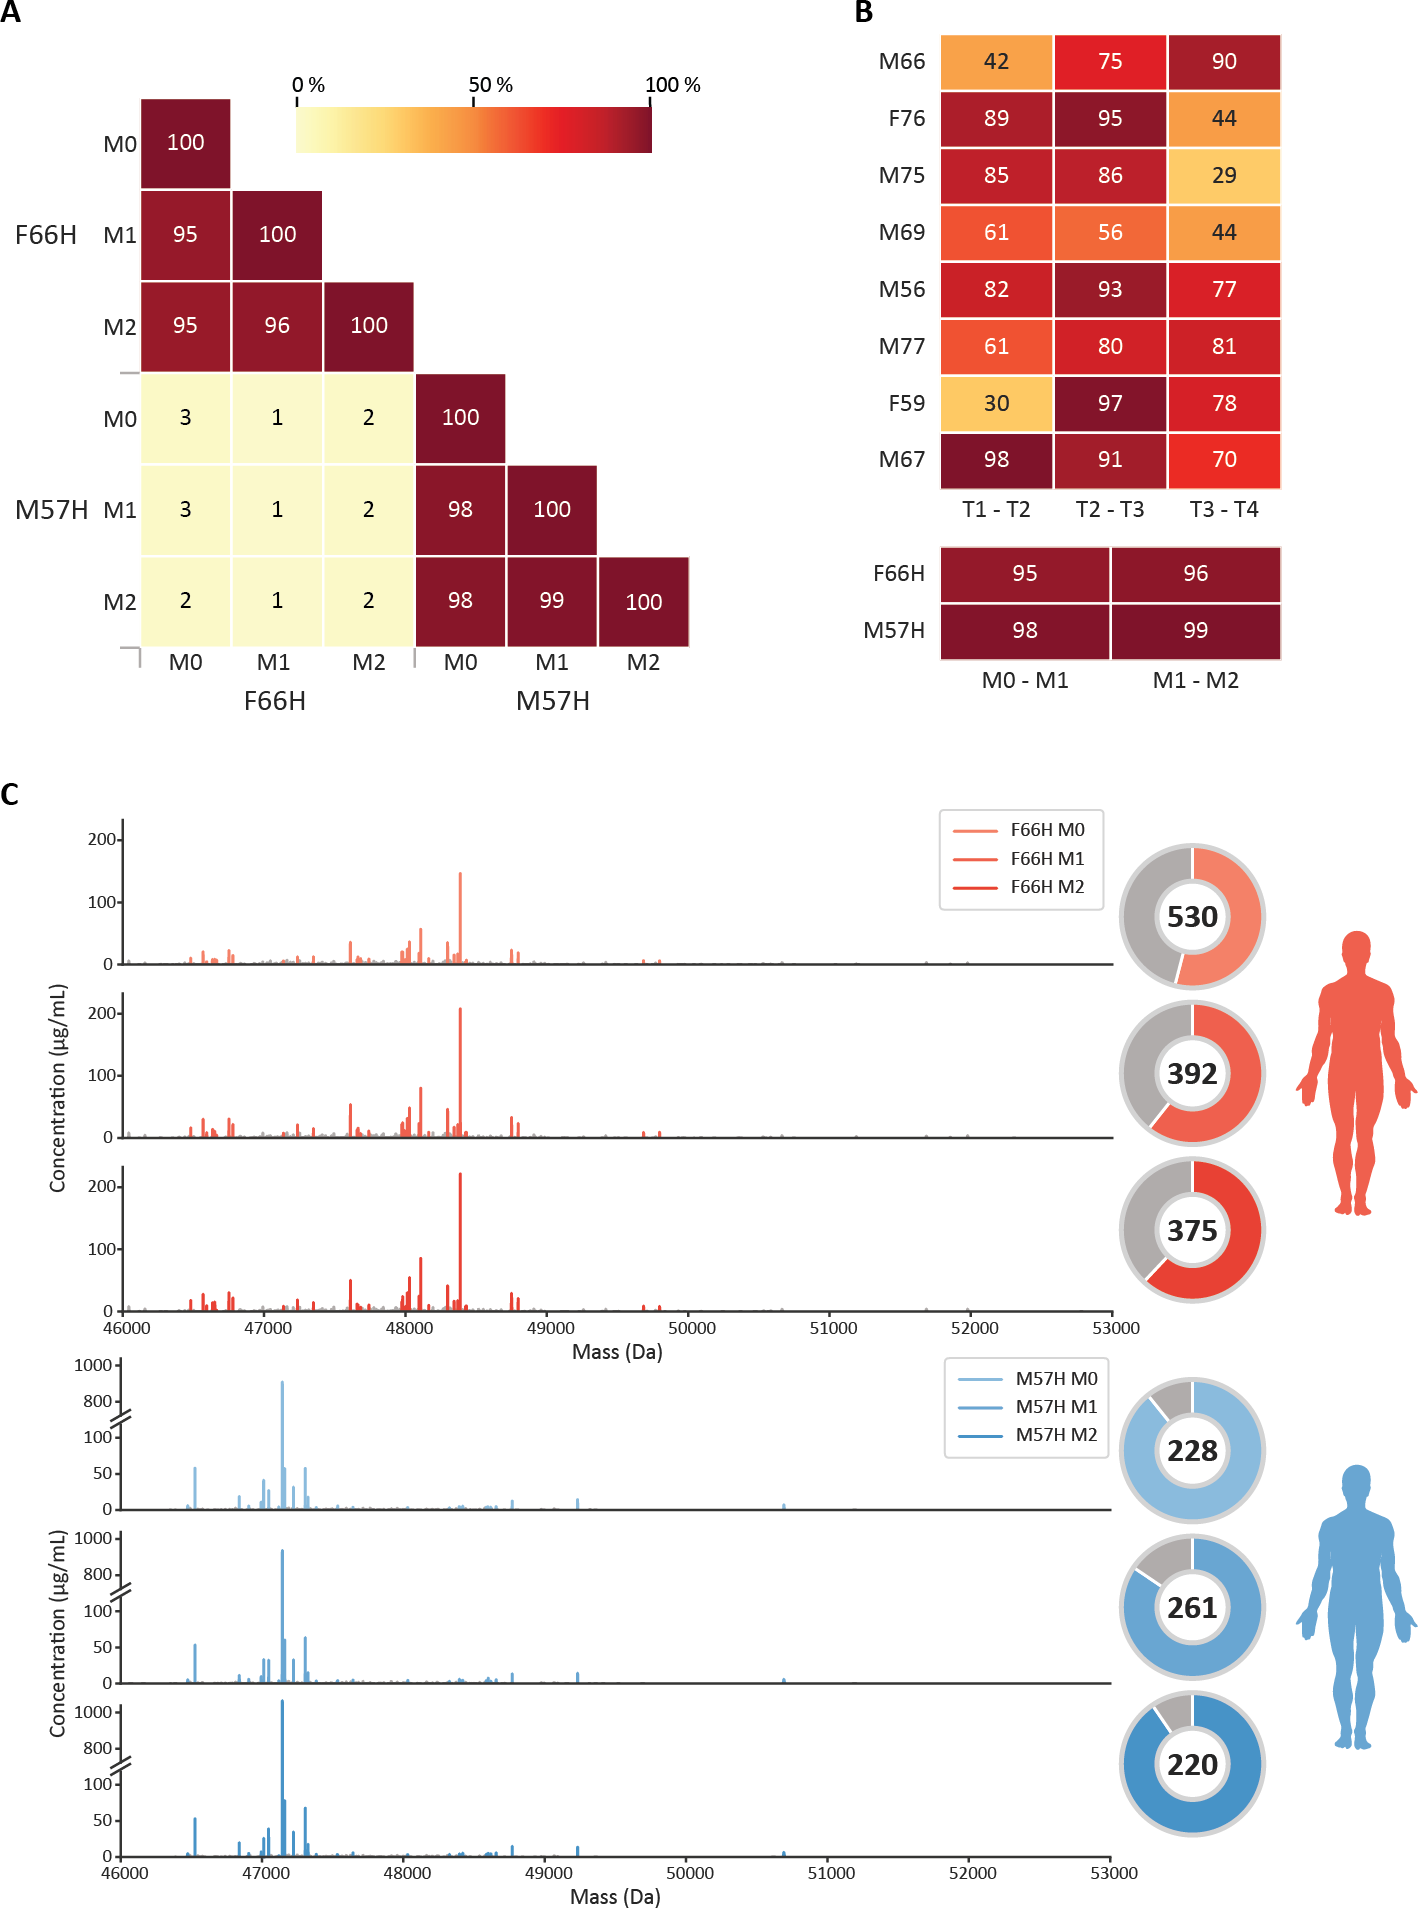 A
0 %
50 %
100 %
M0
100
F66H
M1
95
100
M2
95
96
100
M0
3
1
2
100
M57H
M1
3
1
2
98
100
M2
2
1
2
98
99
100
M0
M1
M2
M0
M1
M2
F66H
M57H
B
M66
42
75
90
F76
89
95
44
M75
85
86
29
M69
61
56
44
M56
82
93
77
M77
61
80
81
F59
30
97
78
M67
98
91
70
T1 - T2
T2 - T3
T3 - T4
F66H
95
96
M57H
98
99
M0 - M1
M1 - M2
C
Concentration (µg/mL)
200
100
0
200
100
0
200
100
0
46000
47000
48000
49000
50000
51000
52000
53000
Mass (Da)
F66H M0
F66H M1
F66H M2
530
392
375
Concentration (µg/mL)
1000
800
100
50
0
1000
800
100
50
0
1000
800
100
50
0
46000
47000
48000
49000
50000
51000
52000
53000
Mass (Da)
M57H M0
M57H M1
M57H M2
228
261
220